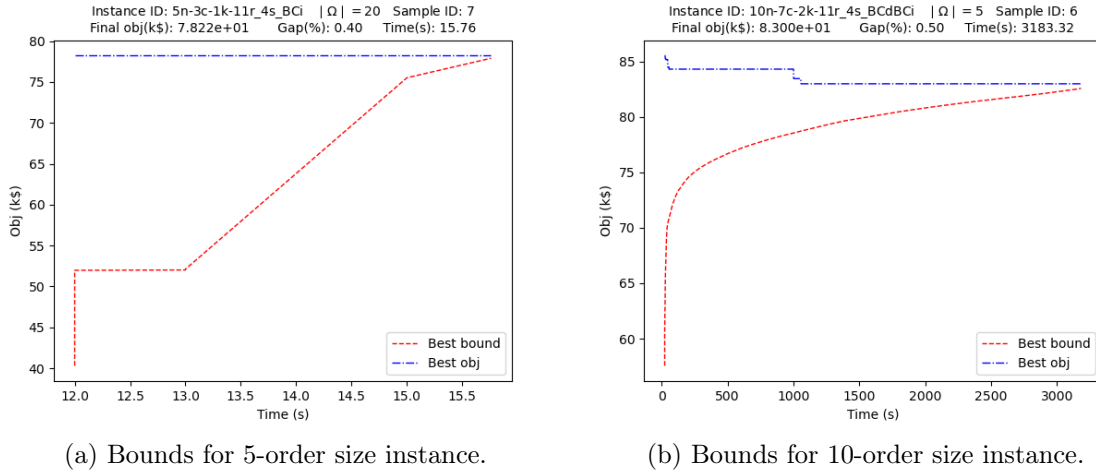 Instance ID: 5n-3c-1k-11r_4s_BCi | Ω | = 20 Sample ID: 7
Final obj(k$): 7.822e+01 Gap(%): 0.40 Time(s): 15.76
80
75
70
65
60
55
50
45
40
Obj (k$)
Best bound
Best obj
12.0 12.5 13.0 13.5 14.0 14.5 15.0 15.5
Time (s)
(a) Bounds for 5-order size instance.
Instance ID: 10n-7c-2k-11r_4s_BCdBCi | Ω | = 5 Sample ID: 6
Final obj(k$): 8.300e+01 Gap(%): 0.50 Time(s): 3183.32
85
80
75
70
65
60
Obj (k$)
Best bound
Best obj
0 500 1000 1500 2000 2500 3000
Time (s)
(b) Bounds for 10-order size instance.